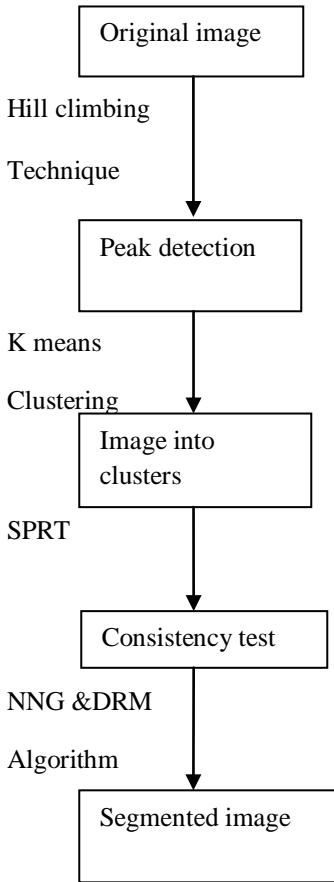 Original image
Hill climbing
Technique
Peak detection
K means
Clustering
Image into
clusters
SPRT
Consistency test
NNG &DRM
Algorithm
Segmented image